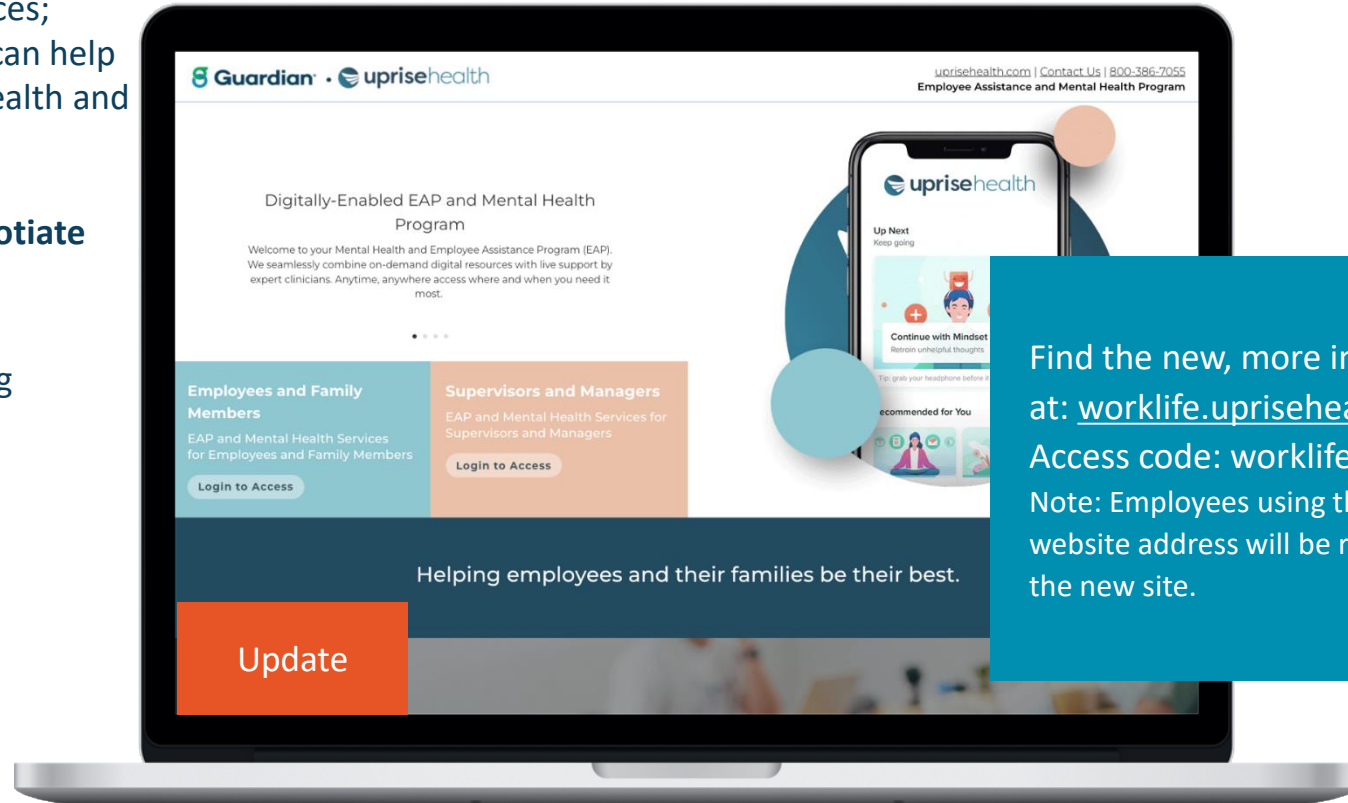 ces;
can help
ealth and
otiate
g
Guardian · uprisehealth
uprisehealth.com | Contact Us | 800-386-7055
Employee Assistance and Mental Health Program
Digitally-Enabled EAP and Mental Health
Program
Welcome to your Mental Health and Employee Assistance Program (EAP).
We seamlessly combine on-demand digital resources with live support by
expert clinicians. Anytime, anywhere access where and when you need it
most.
Employees and Family
Members
EAP and Mental Health Services
for Employees and Family Members
Login to Access
Supervisors and Managers
EAP and Mental Health Services for
Supervisors and Managers
Login to Access
uprisehealth
Up Next
Keep going
Continue with Mindset
Retrain unhelpful thoughts
Tip: grab your headphone before it
ecommended for You
Find the new, more in
at: worklife.uprisehea
Access code: worklife
Note: Employees using th
website address will be r
the new site.
Helping employees and their families be their best.
Update